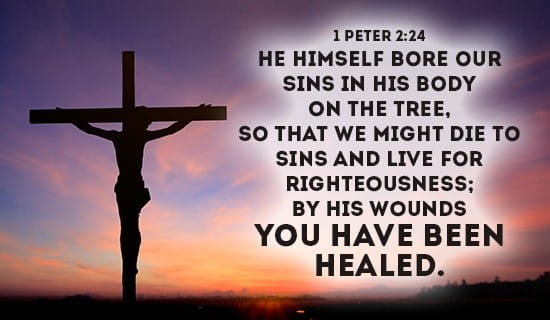 1 PETER 2:24
HE HIMSELF BORE OUR
SINS IN HIS BODY
ON THE TREE,
SO THAT WE MIGHT DIE TO
SINS AND LIVE FOR
RIGHTEOUSNESS;
BY HIS WOUNDS
YOU HAVE BEEN
HEALED.